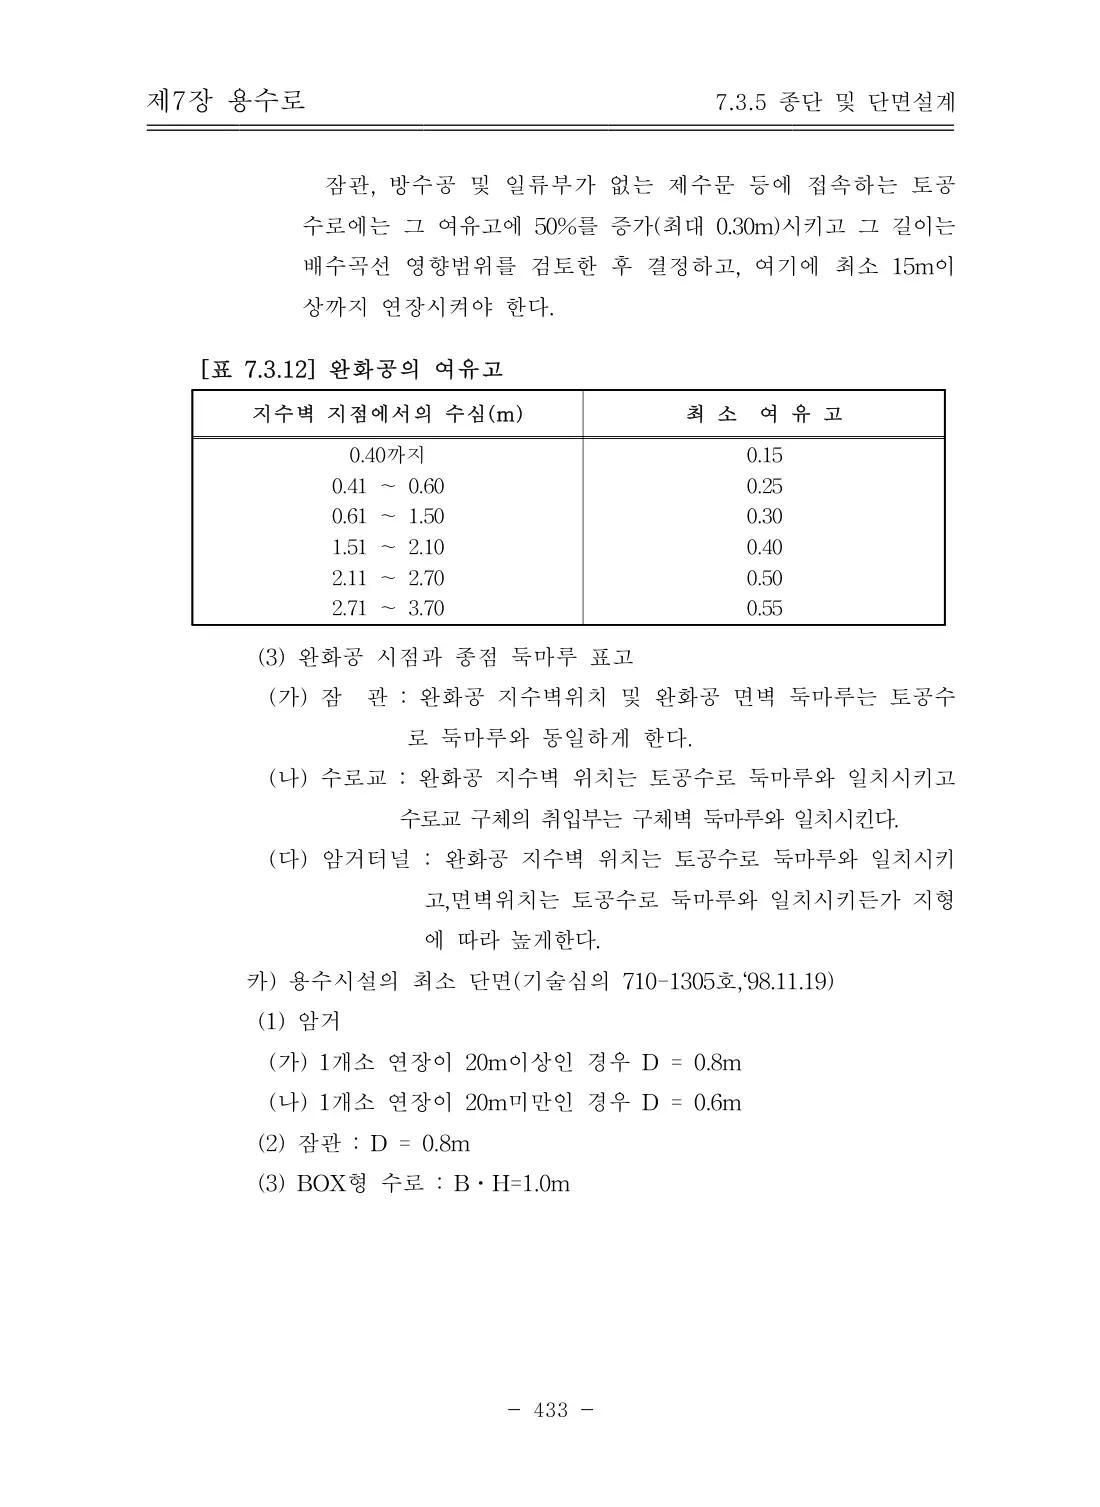 제7장 용수로
7.3.5 종단 및 단면설계
잠관, 방수공 및 일류부가 없는 제수문 등에 접속하는 토공
수로에는 그 여유고에 50%를 증가(최대 0.30m)시키고 그 길이는
배수곡선 영향범위를 검토한 후 결정하고, 여기에 최소 15m이
상까지 연장시켜야 한다.
[표 7.3.12] 완화공의 여유고
지수벽 지점에서의 수심(m) 최 소 여 유 고
0.40까지 0.15
0.41 ~ 0.60 0.25
0.61 ~ 1.50 0.30
1.51 ~ 2.10 0.40
2.11 ~ 2.70 0.50
2.71 ~ 3.70 0.55
(3) 완화공 시점과 종점 둑마루 표고
(가) 잠 관 : 완화공 지수벽위치 및 완화공 면벽 둑마루는 토공수
로 둑마루와 동일하게 한다.
(나) 수로교 : 완화공 지수벽 위치는 토공수로 둑마루와 일치시키고
수로교 구체의 취입부는 구체벽 둑마루와 일치시킨다.
(다) 암거터널 : 완화공 지수벽 위치는 토공수로 둑마루와 일치시키
고,면벽위치는 토공수로 둑마루와 일치시키든가 지형
에 따라 높게한다.
카) 용수시설의 최소 단면(기술심의 710-1305호,‘98.11.19)
(1) 암거
(가) 1개소 연장이 20m이상인 경우 D = 0.8m
(나) 1개소 연장이 20m미만인 경우 D = 0.6m
(2) 잠관 : D = 0.8m
(3) BOX형 수로 : B·H=1.0m
- 433 -